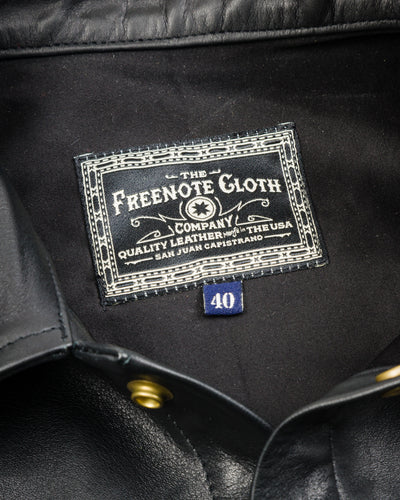 THE
FREENOTE CLOTH
COMPANY
QUALITY LEATHER Made in THE USA
SAN JUAN CAPISTRANO
40